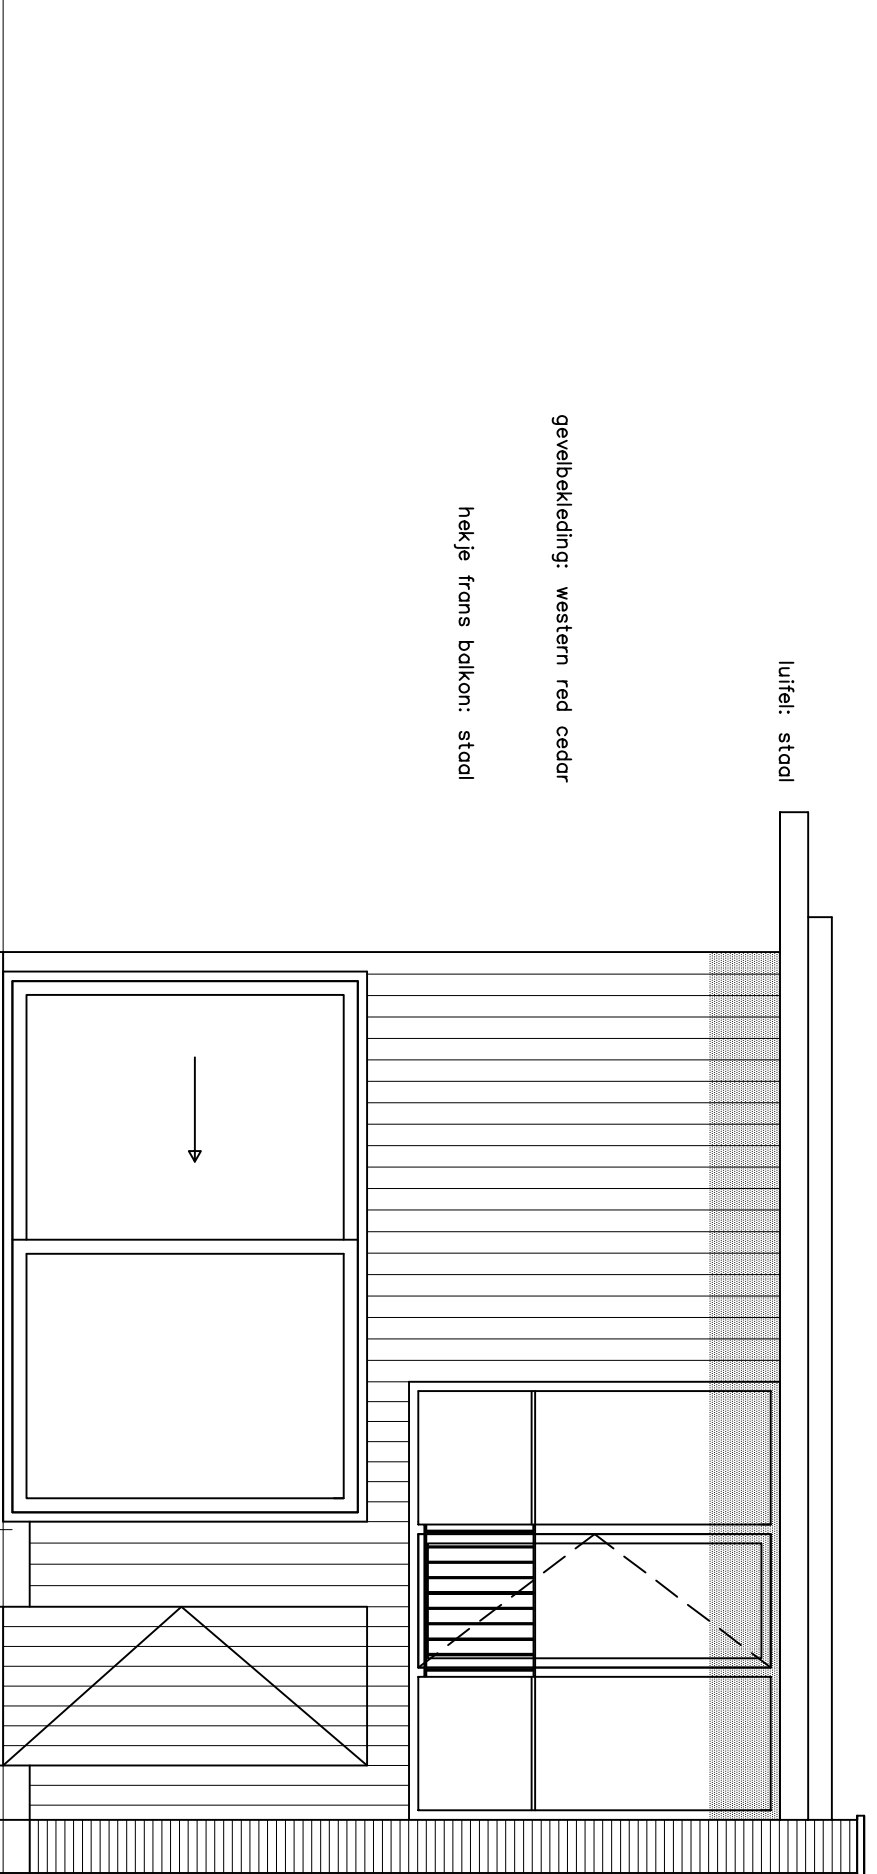 luifel: staal
gevelbekleding: western red cedar
hekje frans balkon: staal